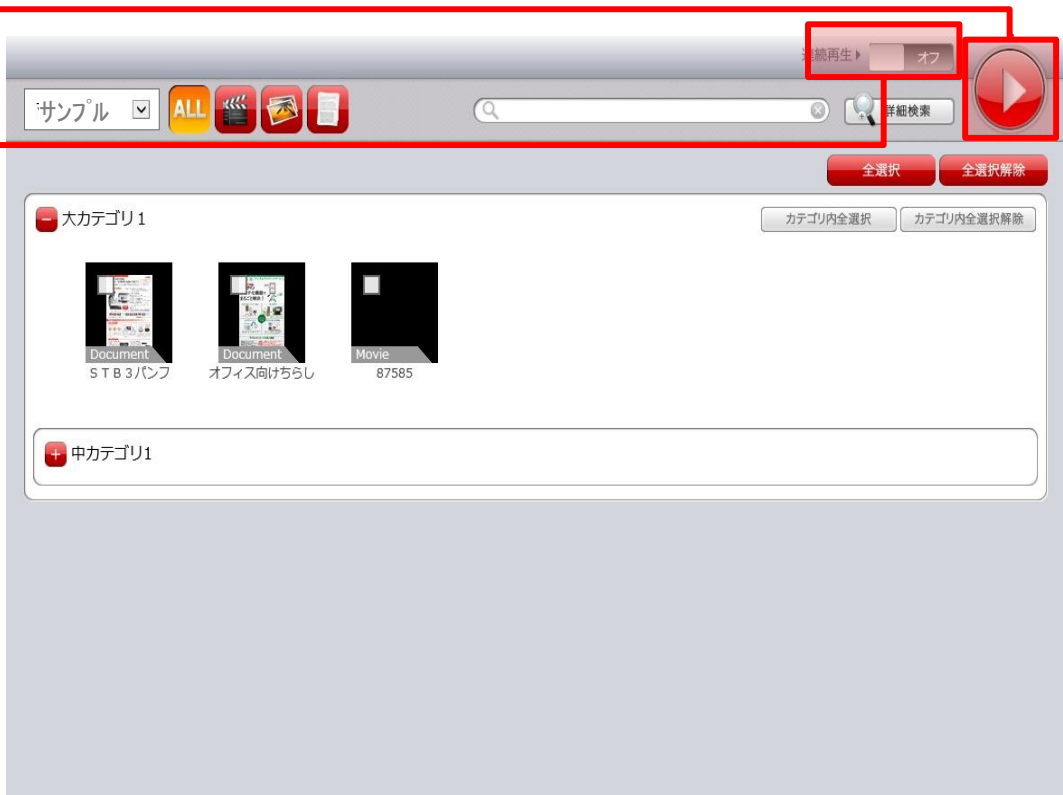 連続再生 オフ
サンプル ALL 詳細検索
全選択 全選択解除
大カテゴリ1 カテゴリ内全選択 カテゴリ内全選択解除
Document Document Movie
STB3パンフ オフィス向けちらし 87585
中カテゴリ1